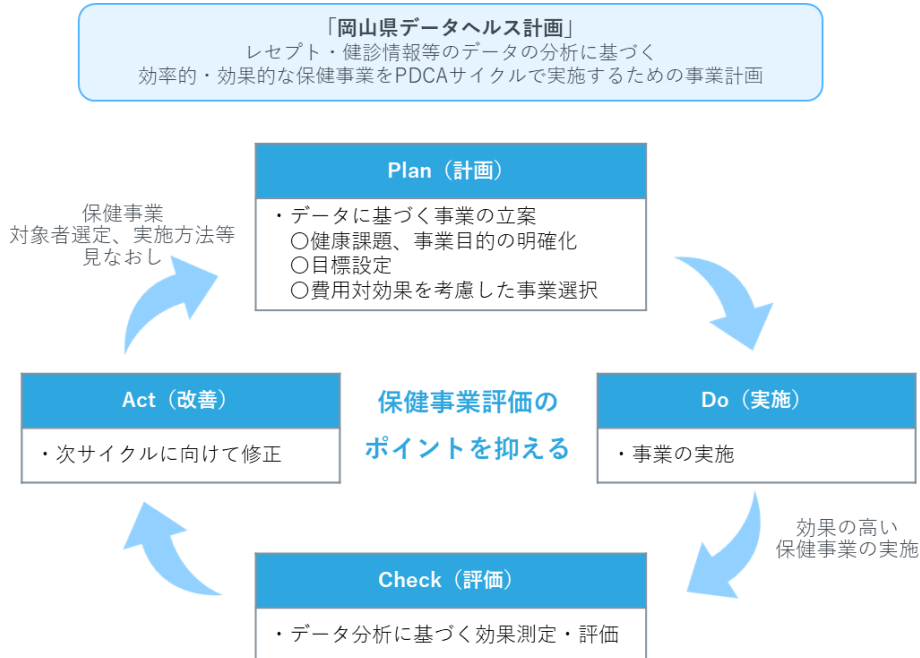 「岡山県データヘルス計画」
レセプト・健診情報等のデータの分析に基づく
効率的・効果的な保健事業をPDCAサイクルで実施するための事業計画
Plan（計画）
・データに基づく事業の立案
〇健康課題、事業目的の明確化
〇目標設定
〇費用対効果を考慮した事業選択
保健事業
対象者選定、実施方法等
見なおし
Act（改善）
・次サイクルに向けて修正
保健事業評価の
ポイントを抑える
Do（実施）
・事業の実施
効果の高い
保健事業の実施
Check（評価）
・データ分析に基づく効果測定・評価